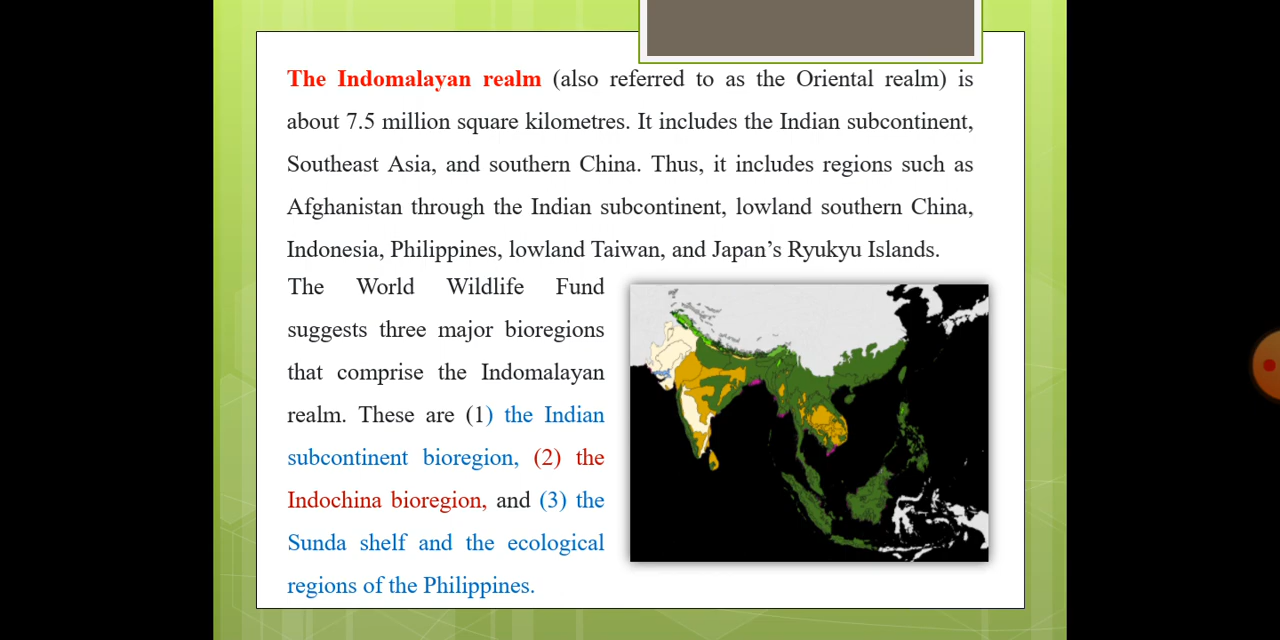 The Indomalayan realm (also referred to as the Oriental realm) is
about 7.5 million square kilometres. It includes the Indian subcontinent,
Southeast Asia, and southern China. Thus, it includes regions such as
Afghanistan through the Indian subcontinent, lowland southern China,
Indonesia, Philippines, lowland Taiwan, and Japan’s Ryukyu Islands.
The World Wildlife Fund
suggests three major bioregions
that comprise the Indomalayan
realm. These are (1) the Indian
subcontinent bioregion, (2) the
Indochina bioregion, and (3) the
Sunda shelf and the ecological
regions of the Philippines.